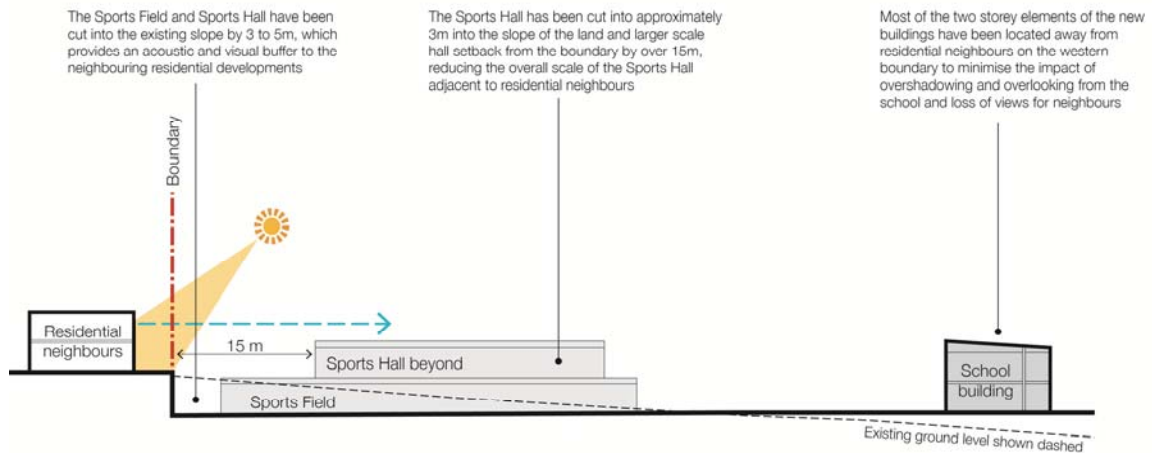 The Sports Field and Sports Hall have been
cut into the existing slope by 3 to 5m, which
provides an acoustic and visual buffer to the
neighbouring residential developments
The Sports Hall has been cut into approximately
3m into the slope of the land and larger scale
hall setback from the boundary by over 15m,
reducing the overall scale of the Sports Hall
adjacent to residential neighbours
Most of the two storey elements of the new
buildings have been located away from
residential neighbours on the western
boundary to minimise the impact of
overshadowing and overlooking from the
school and loss of views for neighbours
Boundary
Residential
neighbours
15 m
Sports Hall beyond
Sports Field
School
building
Existing ground level shown dashed